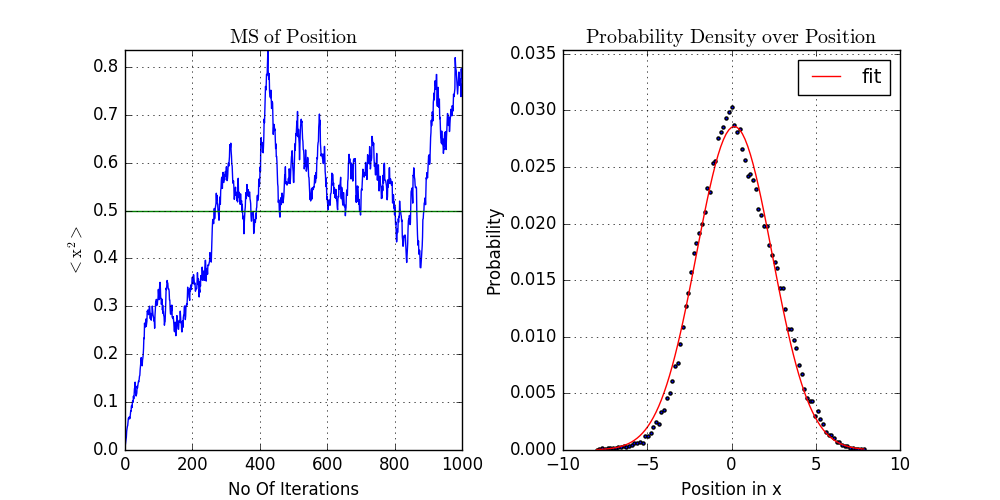 MS of Position
0.8
0.7
0.6
0.5
0.4
0.3
0.2
0.1
0.0
< x² >
0 200 400 600 800 1000
No Of Iterations
Probability Density over Position
fit
0.035
0.030
0.025
0.020
0.015
0.010
0.005
0.000
Probability
−10 −5 0 5 10
Position in x